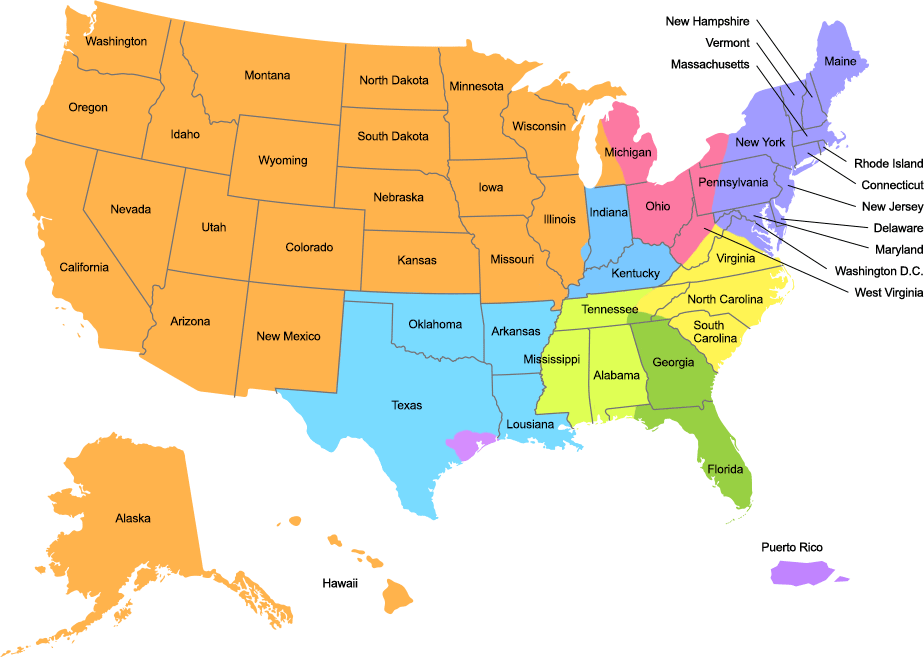 New Hampshire
Vermont
Massachusetts
Washington
Montana
North Dakota
Minnesota
Maine
Oregon
Idaho
South Dakota
Wisconsin
Michigan
New York
Wyoming
Rhode Island
Connecticut
Pennsylvania
Nebraska
Iowa
New Jersey
Nevada
Utah
Illinois
Indiana
Ohio
Delaware
Colorado
Kansas
Missouri
Maryland
California
Kentucky
Virginia
Washington D.C.
West Virginia
Arizona
New Mexico
Oklahoma
Arkansas
Tennessee
North Carolina
South
Carolina
Mississippi
Alabama
Georgia
Texas
Lousiana
Florida
Alaska
Hawaii
Puerto Rico